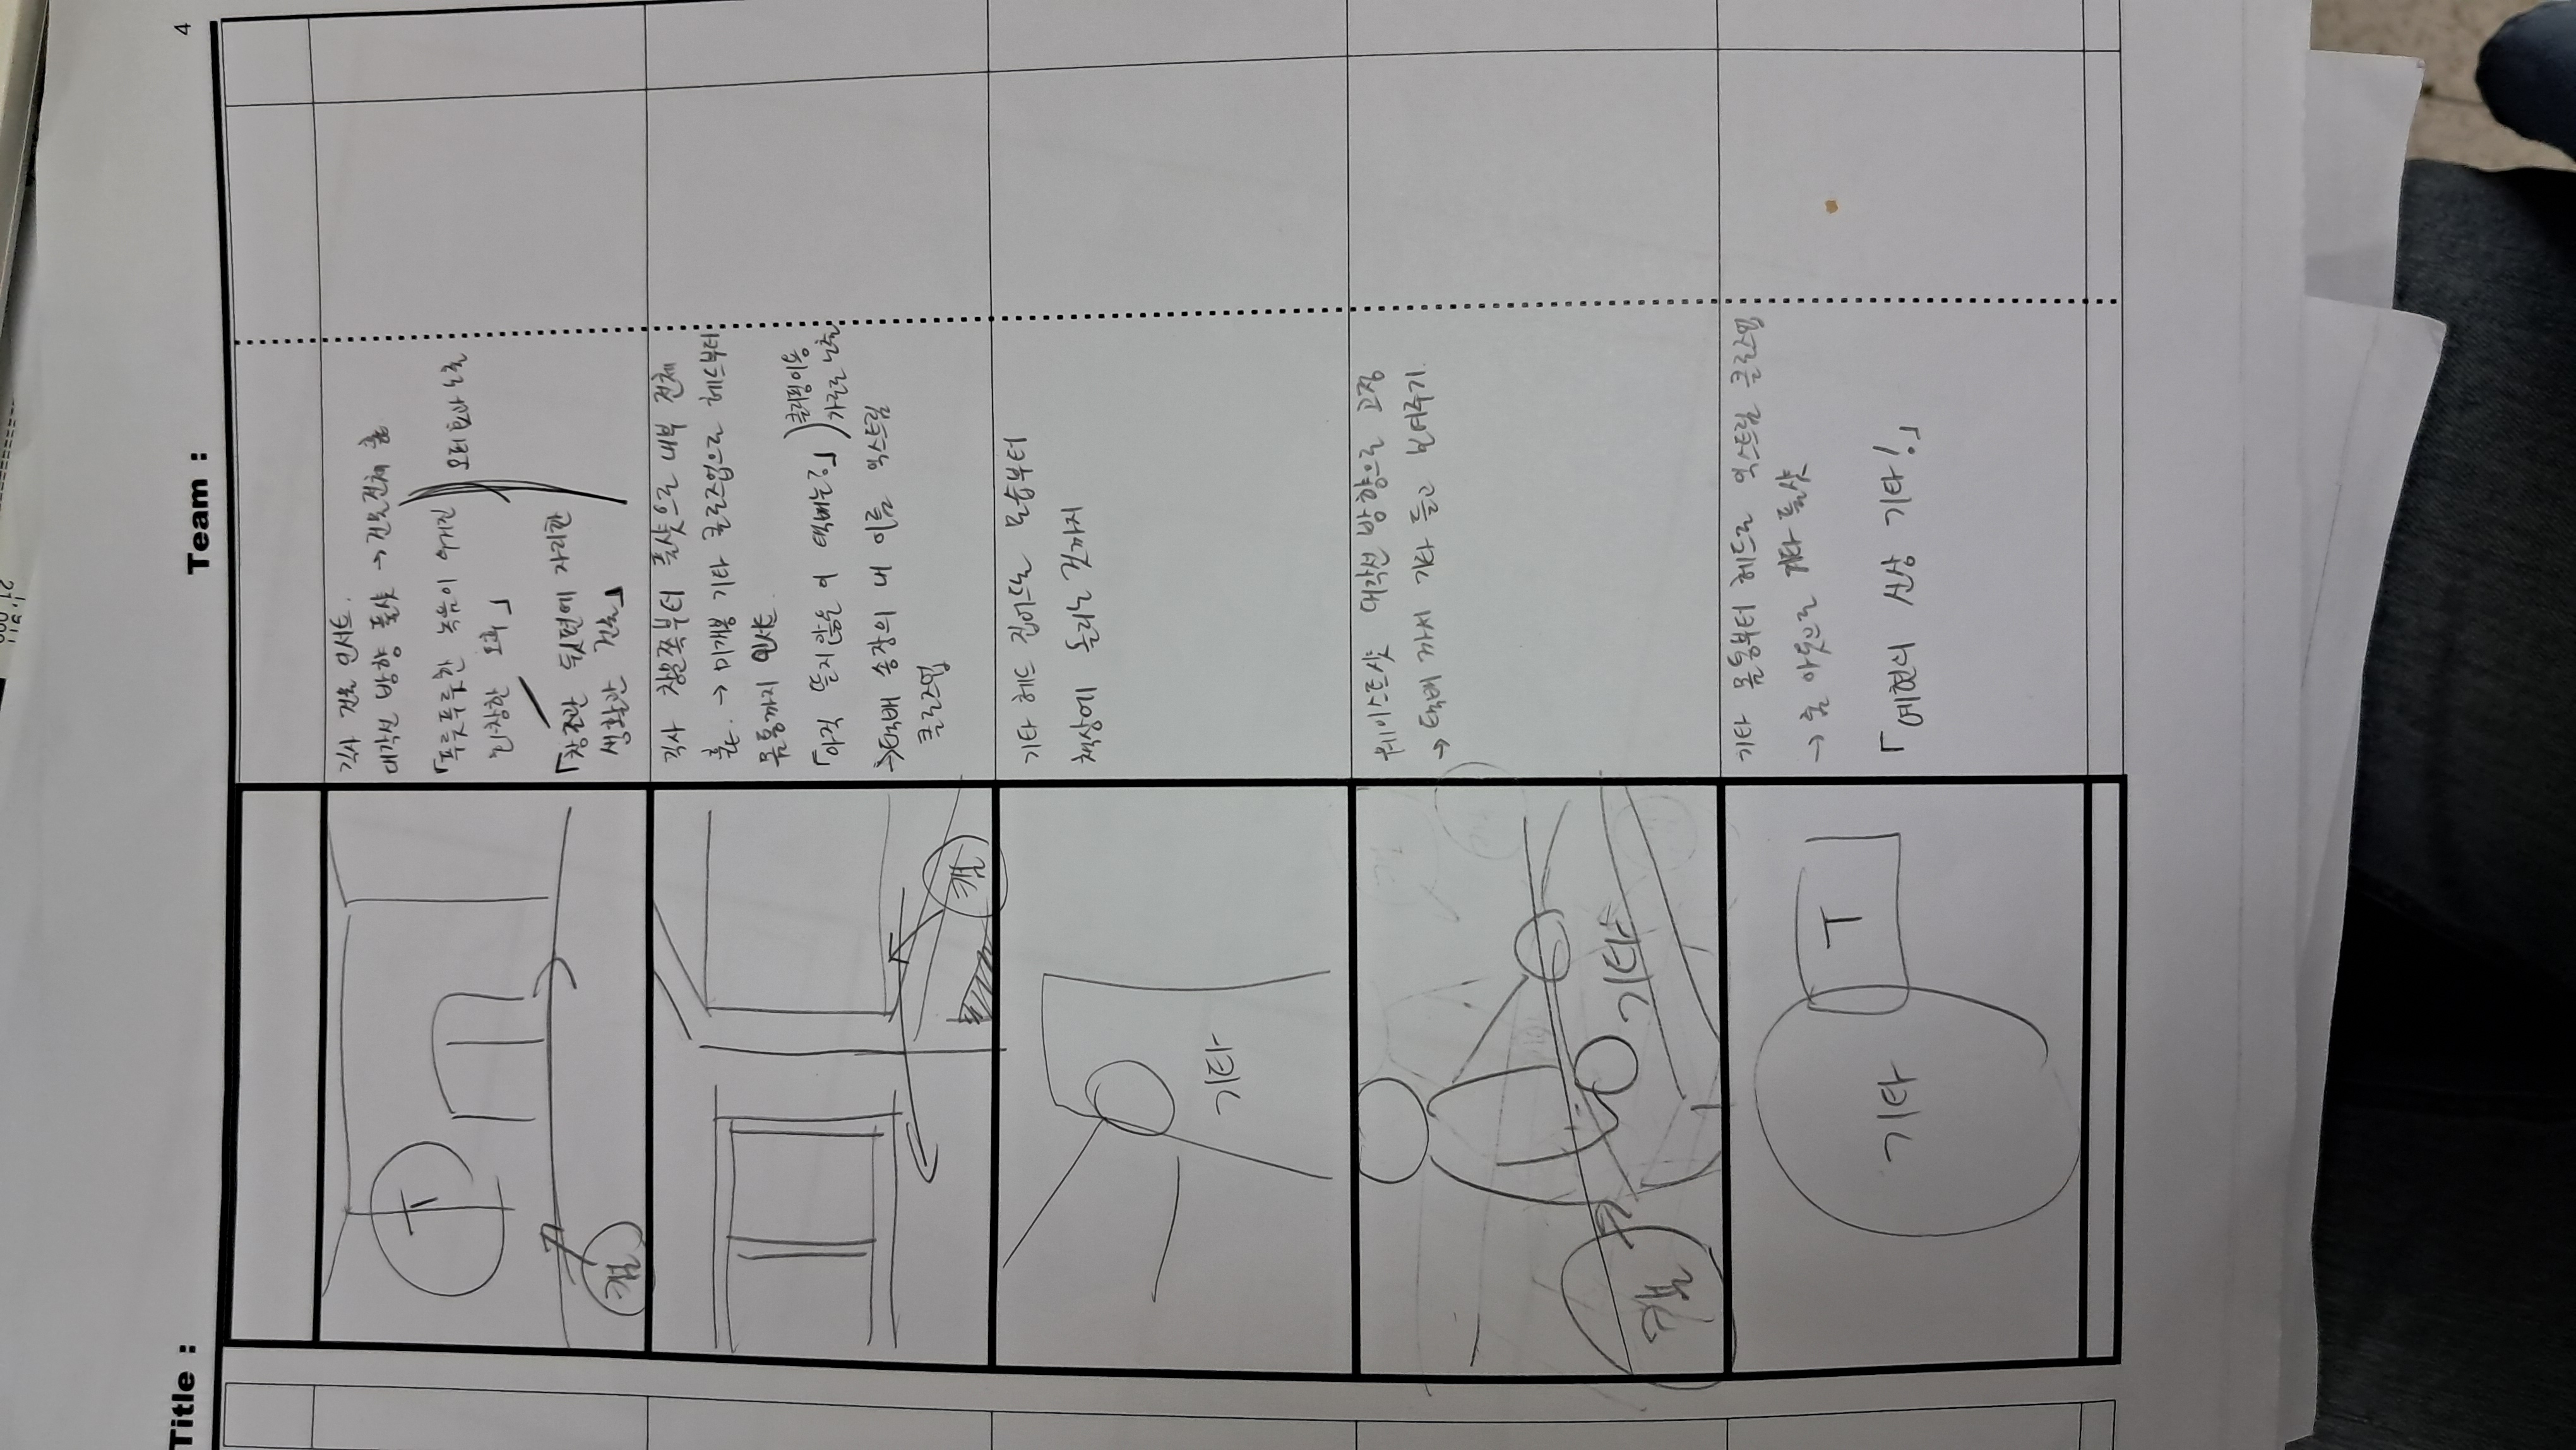 Title :
Team :
4
긱사 건물 인서트.
대각선 방향 풀샷 → 건물전체 훑
「푸릇푸릇한 녹음이 우거진
화창한 오후」
오타 효과 노출
「창조관 뒷편에 자리한
생활관 건물」
T
캠
긱사 창문쪽부터 풀샷으로 내부 전체
훑. → 미개봉 기타 클로즈업으로 헤드부터
몸통까지 인서트.
「아직 뜯지않은 이 택배는?」
클리핑 이용
가로로 노출
→ 택배 송장의 내 이름 익스트림
클로즈업
캠
기타 헤드 집어드는 모습부터
책상에 올리는 것까지
기타
웨이스트샷 대각선 방향으로 고정
→ 택배 까서 기타 들고 보여주기.
기타
캠
기타 몸통부터 헤드로 익스트림 클로즈업
→ 줌 아웃으로 기타 풀샷
「예현의 신상 기타!」
T
기타